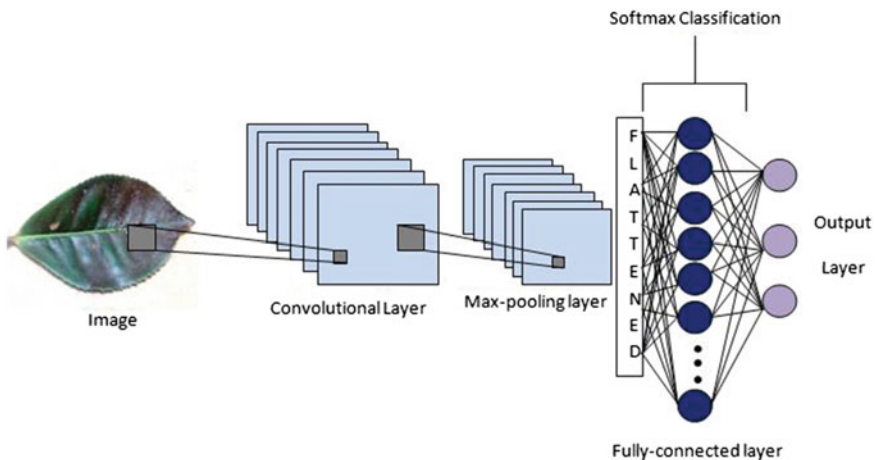 Softmax Classification
F
L
A
T
T
E
N
E
D
Output
Layer
Convolutional Layer
Max-pooling layer
Image
Fully-connected layer